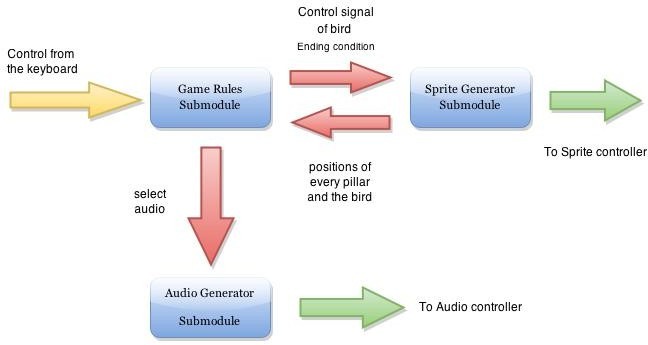 Control signal
of bird
Ending condition
Control from
the keyboard
Game Rules
Submodule
Sprite Generator
Submodule
To Sprite controller
positions of
every pillar
and the bird
select
audio
Audio Generator
Submodule
To Audio controller